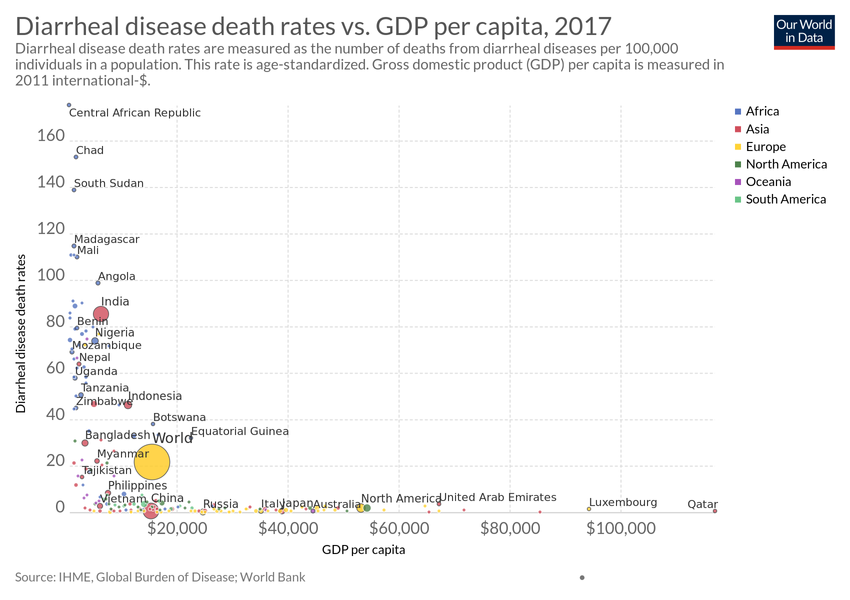 Diarrheal disease death rates vs. GDP per capita, 2017
Our World
in Data
Diarrheal disease death rates are measured as the number of deaths from diarrheal diseases per 100,000
individuals in a population. This rate is age-standardized. Gross domestic product (GDP) per capita is measured in
2011 international-$.
Central African Republic
Africa
Asia
Europe
North America
Oceania
South America
160
Chad
140
South Sudan
120
Madagascar
Mali
100
Angola
India
80
Benin
Nigeria
Mozambique
60
Nepal
Uganda
Tanzania
Indonesia
Zimbabwe
40
Botswana
Equatorial Guinea
Bangladesh
World
20
Myanmar
Tajikistan
Philippines
Vietnam
China
Russia
Italy
Japan
Australia
North America
United Arab Emirates
Luxembourg
Qatar
0
$20,000
$40,000
$60,000
$80,000
$100,000
Diarrheal disease death rates
GDP per capita
Source: IHME, Global Burden of Disease; World Bank